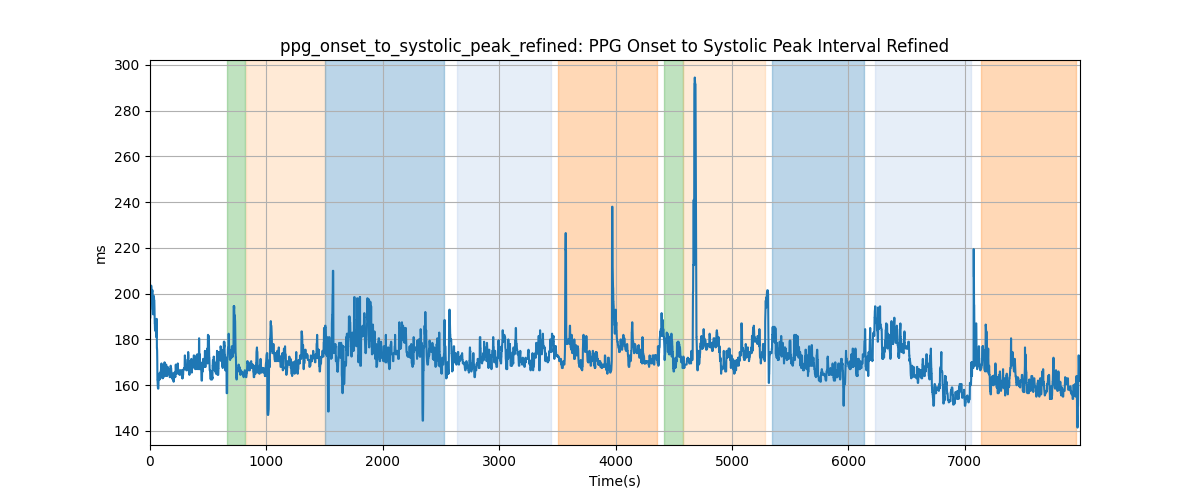 ppg_onset_to_systolic_peak_refined: PPG Onset to Systolic Peak Interval Refined
300
280
260
240
220
200
180
160
140
ms
0 1000 2000 3000 4000 5000 6000 7000
Time(s)